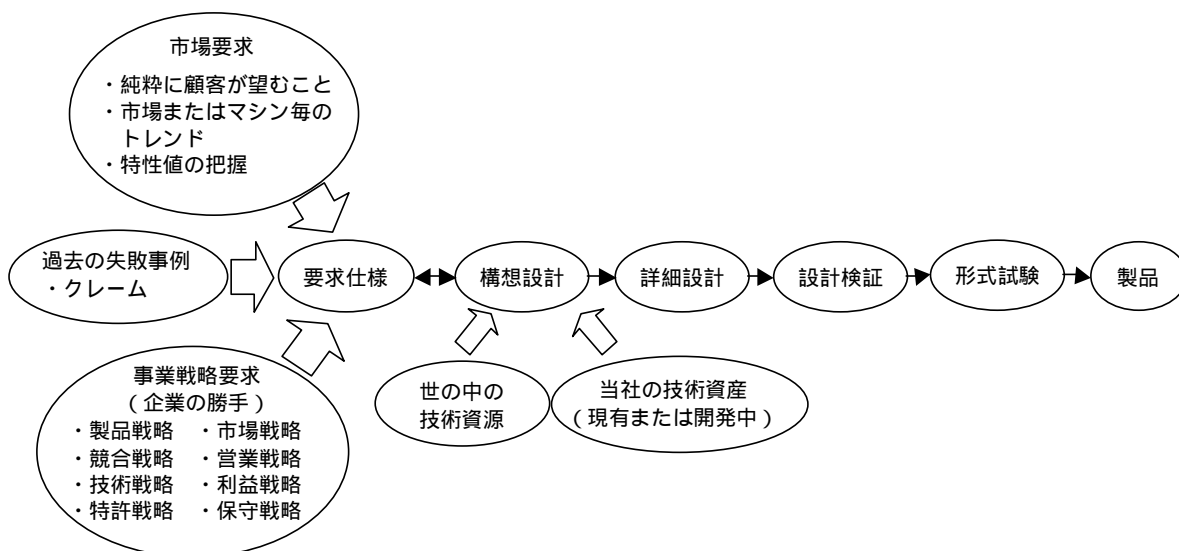 市場要求
・純粋に顧客が望むこと
・市場またはマシン毎の
トレンド
・特性値の把握
過去の失敗事例
・クレーム
要求仕様
構想設計
詳細設計
設計検証
形式試験
製品
事業戦略要求
(企業の勝手)
・製品戦略 ・市場戦略
・競合戦略 ・営業戦略
・技術戦略 ・利益戦略
・特許戦略 ・保守戦略
世の中の
技術資源
当社の技術資産
(現有または開発中)